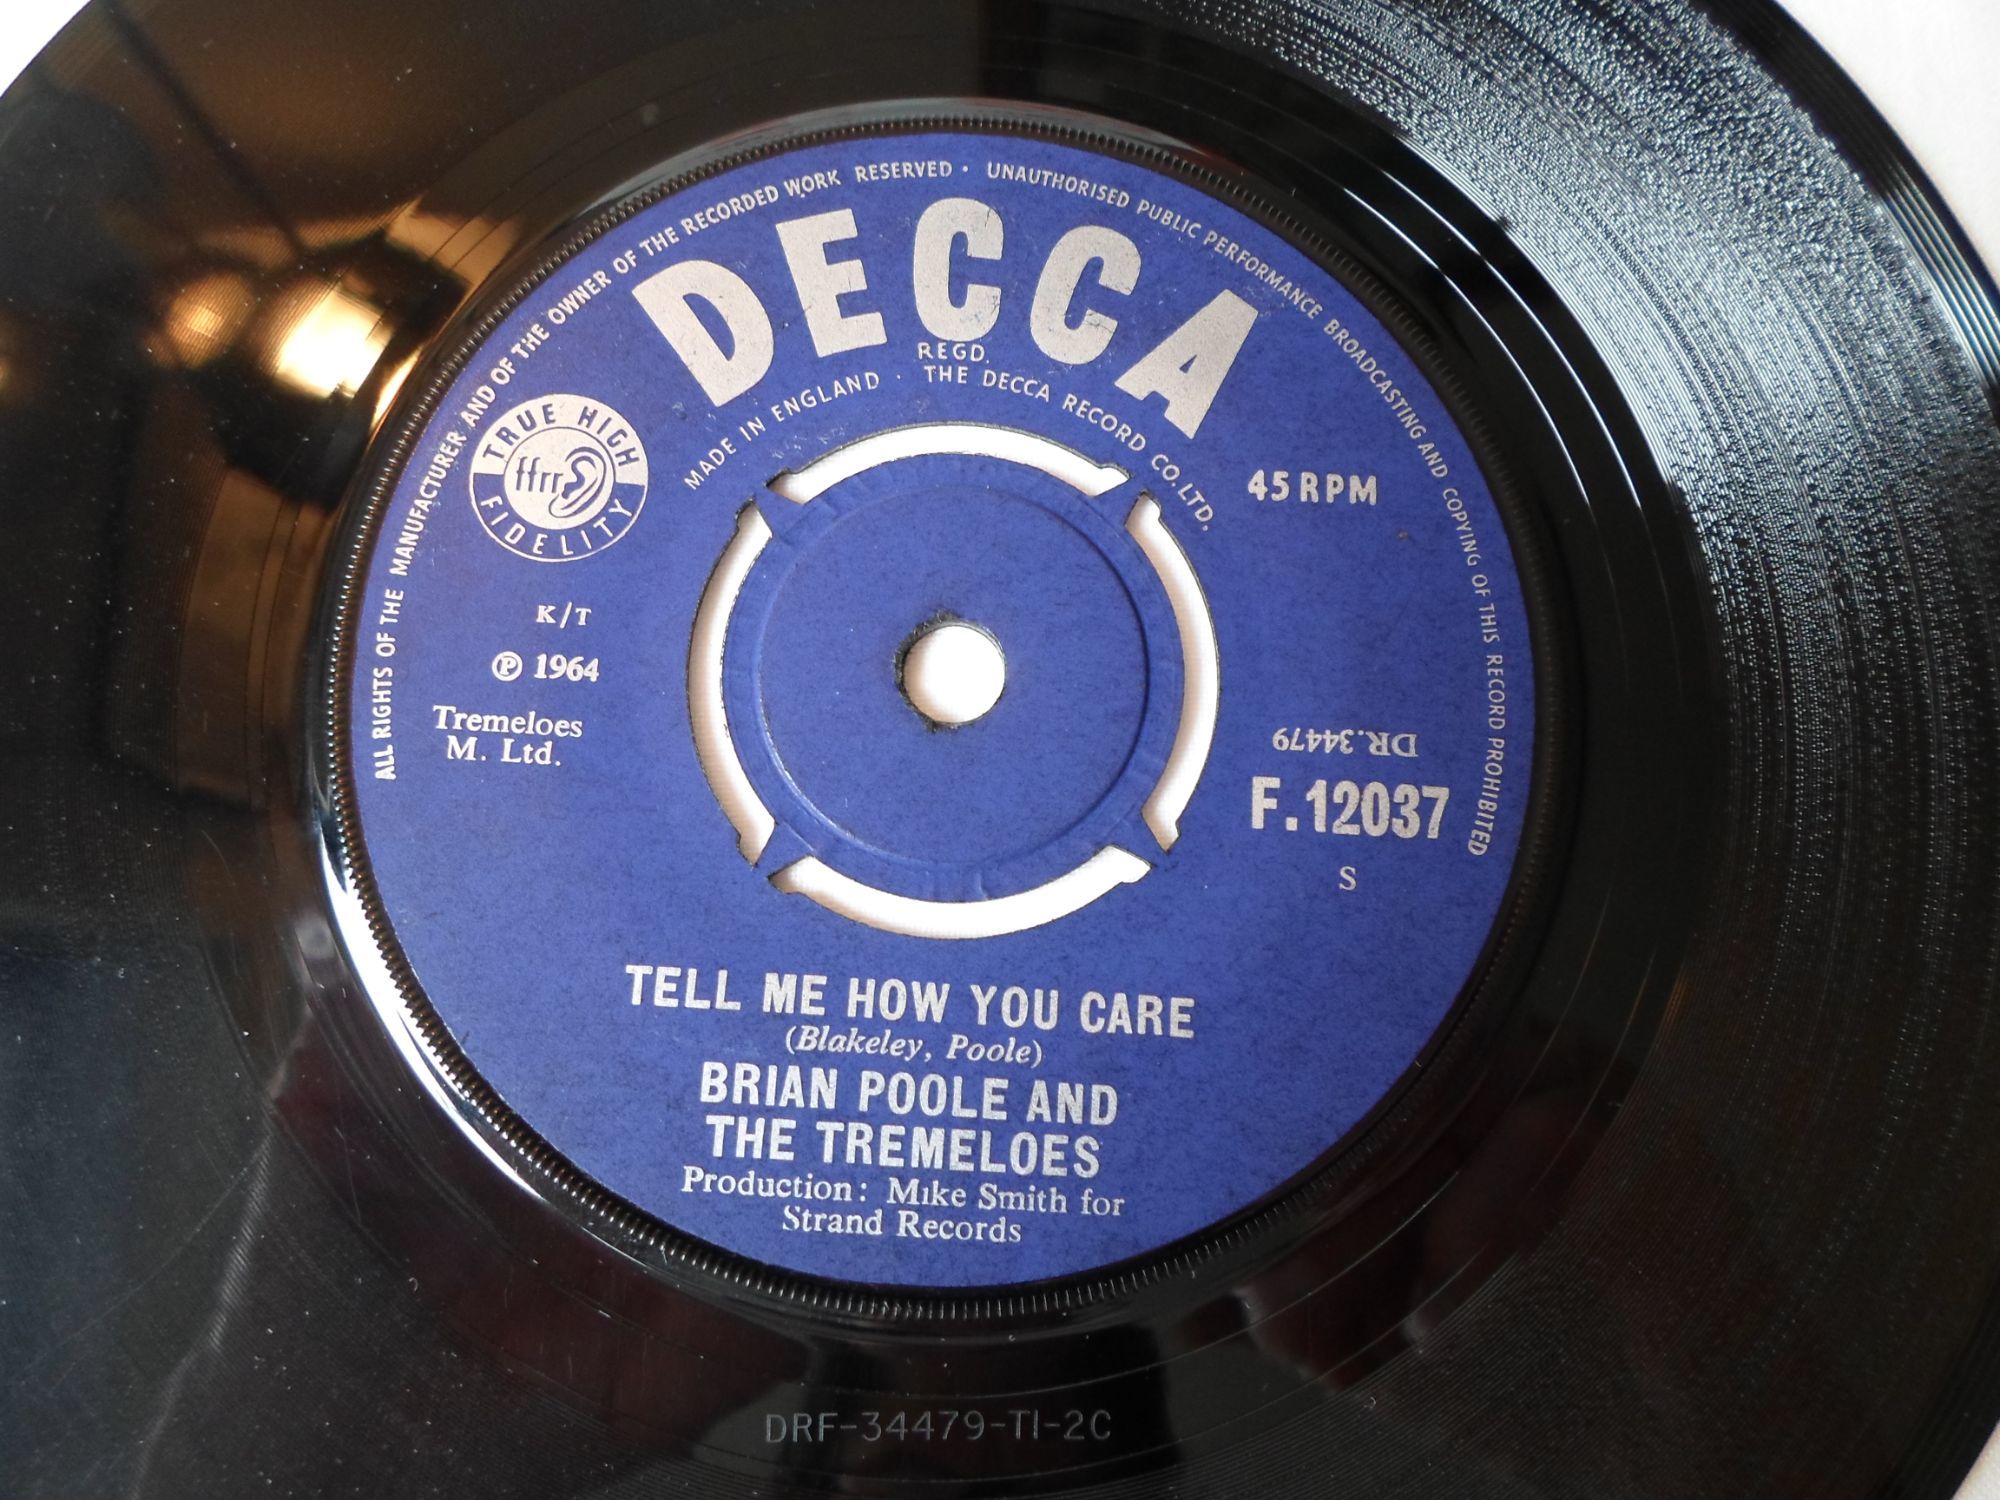 ALL RIGHTS OF THE MANUFACTURER AND OF THE OWNER OF THE RECORDED WORK RESERVED · UNAUTHORISED PUBLIC PERFORMANCE BROADCASTING AND COPYING OF THIS RECORD PROHIBITED
DECCA
REGD.
MADE IN ENGLAND · THE DECCA RECORD CO. LTD.
TRUE HIGH
ffrr
FIDELITY
45 RPM
K/T
℗ 1964
Tremeloes
M. Ltd.
DR.34479
F.12037
S
TELL ME HOW YOU CARE
(Blakeley, Poole)
BRIAN POOLE AND
THE TREMELOES
Production: Mike Smith for
Strand Records
DRF-34479-T1-2C